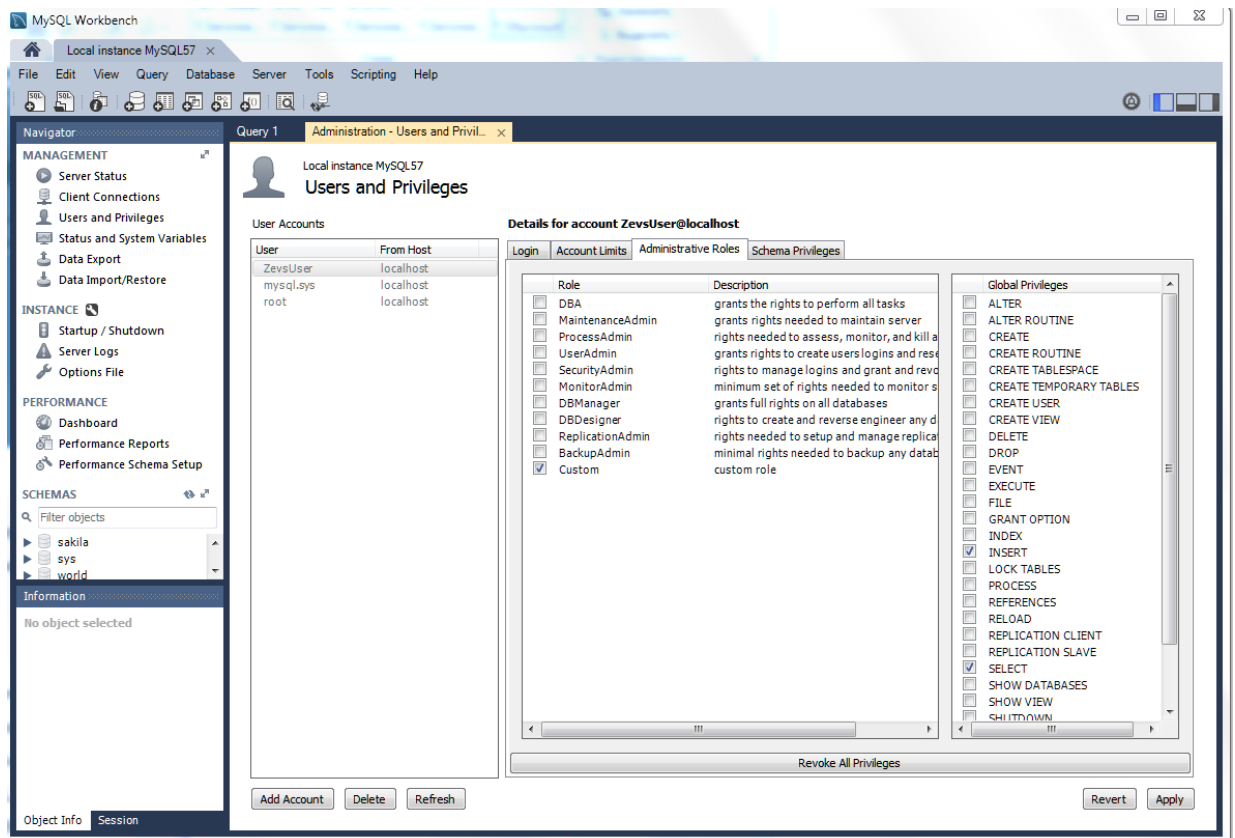 MySQL Workbench
Local instance MySQL57
File Edit View Query Database Server Tools Scripting Help
Navigator
MANAGEMENT
Server Status
Client Connections
Users and Privileges
Status and System Variables
Data Export
Data Import/Restore
INSTANCE
Startup / Shutdown
Server Logs
Options File
PERFORMANCE
Dashboard
Performance Reports
Performance Schema Setup
SCHEMAS
Filter objects
sakila
sys
world
Information
No object selected
Object Info Session
Query 1 Administration - Users and Privil...
Local instance MySQL57
Users and Privileges
User Accounts
User From Host
ZevsUser localhost
mysql.sys localhost
root localhost
Add Account Delete Refresh
Details for account ZevsUser@localhost
Login Account Limits Administrative Roles Schema Privileges
Role Description
DBA grants the rights to perform all tasks
MaintenanceAdmin grants rights needed to maintain server
ProcessAdmin rights needed to assess, monitor, and kill a
UserAdmin grants rights to create users logins and rese
SecurityAdmin rights to manage logins and grant and revo
MonitorAdmin minimum set of rights needed to monitor s
DBManager grants full rights on all databases
DBDesigner rights to create and reverse engineer any d
ReplicationAdmin rights needed to setup and manage replicat
BackupAdmin minimal rights needed to backup any datab
Custom custom role
Global Privileges
ALTER
ALTER ROUTINE
CREATE
CREATE ROUTINE
CREATE TABLESPACE
CREATE TEMPORARY TABLES
CREATE USER
CREATE VIEW
DELETE
DROP
EVENT
EXECUTE
FILE
GRANT OPTION
INDEX
INSERT
LOCK TABLES
PROCESS
REFERENCES
RELOAD
REPLICATION CLIENT
REPLICATION SLAVE
SELECT
SHOW DATABASES
SHOW VIEW
SHUTDOWN
Revoke All Privileges
Revert Apply